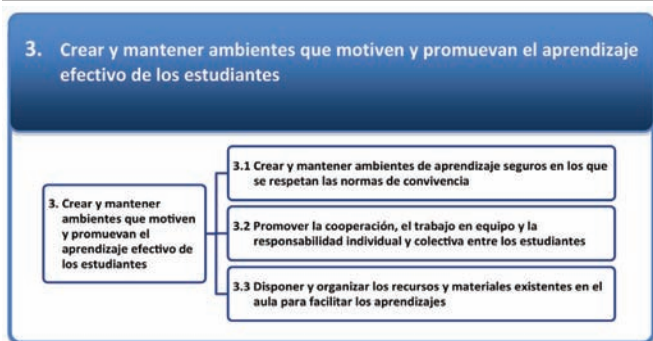 3. Crear y mantener ambientes que motiven y promuevan el aprendizaje
efectivo de los estudiantes
3. Crear y mantener
ambientes que motiven
y promuevan el
aprendizaje efectivo de
los estudiantes
3.1 Crear y mantener ambientes de aprendizaje seguros en los que
se respetan las normas de convivencia
3.2 Promover la cooperación, el trabajo en equipo y la
responsabilidad individual y colectiva entre los estudiantes
3.3 Disponer y organizar los recursos y materiales existentes en el
aula para facilitar los aprendizajes